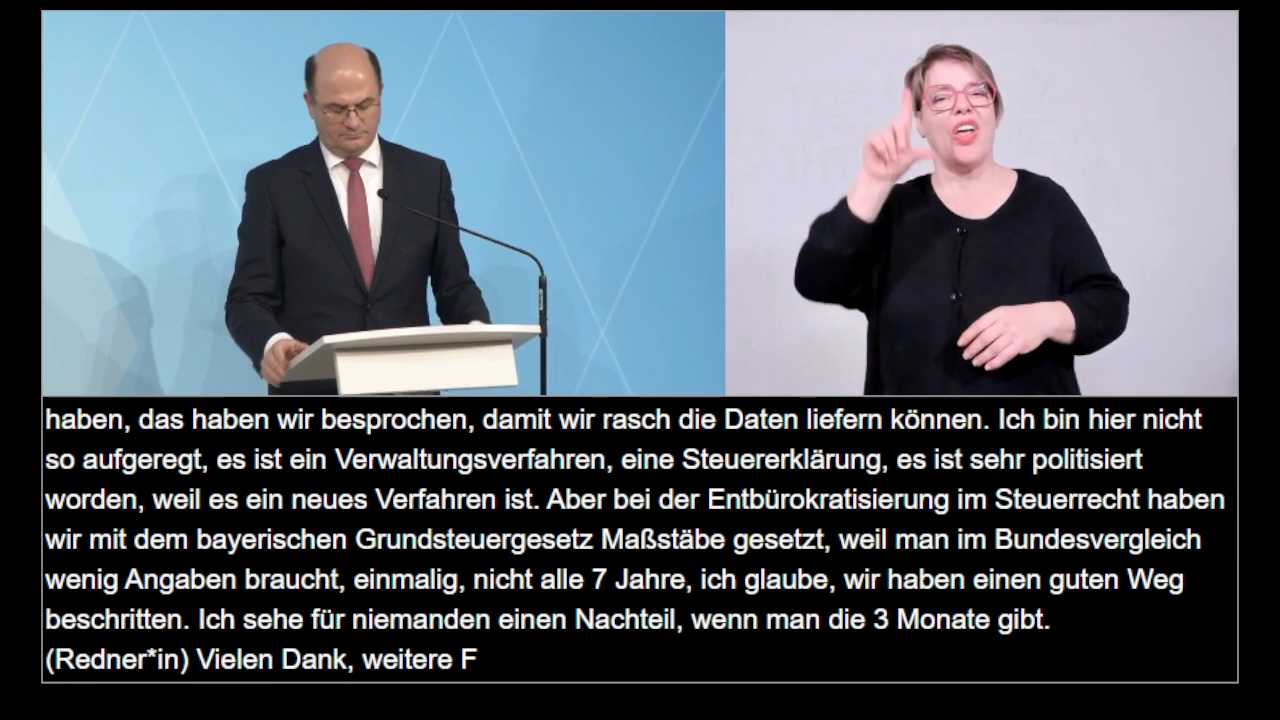 haben, das haben wir besprochen, damit wir rasch die Daten liefern können. Ich bin hier nicht
so aufgeregt, es ist ein Verwaltungsverfahren, eine Steuererklärung, es ist sehr politisiert
worden, weil es ein neues Verfahren ist. Aber bei der Entbürokratisierung im Steuerrecht haben
wir mit dem bayerischen Grundsteuergesetz Maßstäbe gesetzt, weil man im Bundesvergleich
wenig Angaben braucht, einmalig, nicht alle 7 Jahre, ich glaube, wir haben einen guten Weg
beschritten. Ich sehe für niemanden einen Nachteil, wenn man die 3 Monate gibt.
(Redner*in) Vielen Dank, weitere F